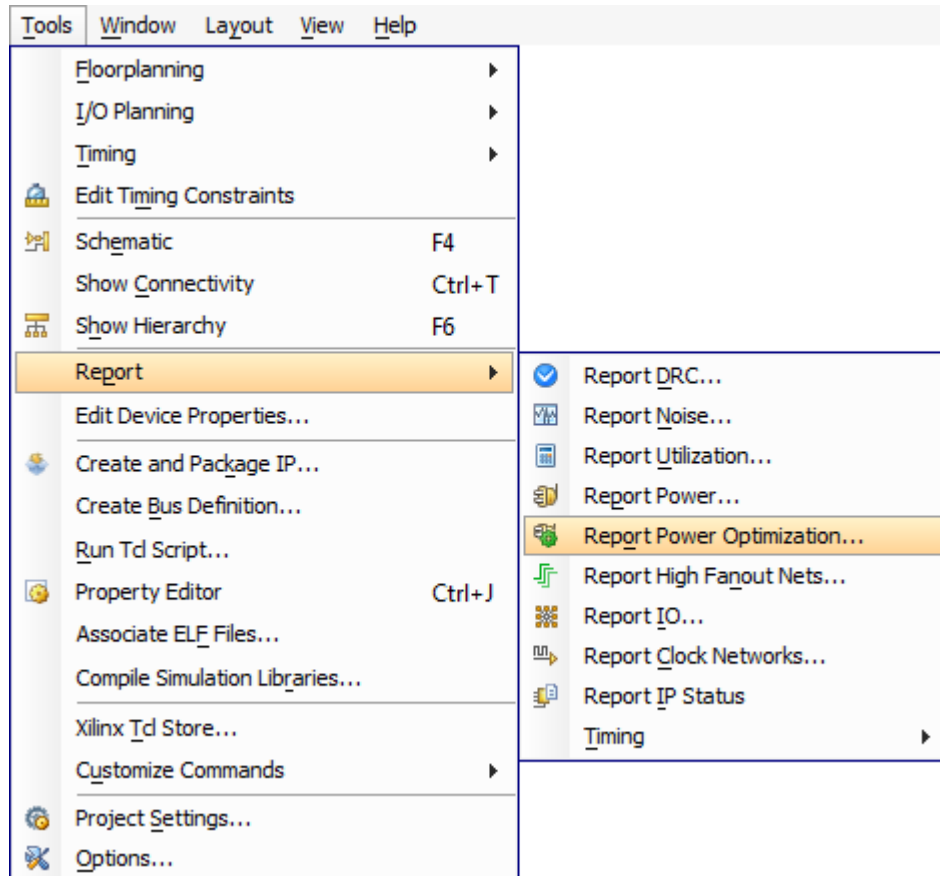 Tools Window Layout View Help
Floorplanning
I/O Planning
Timing
Edit Timing Constraints
Schematic F4
Show Connectivity Ctrl+T
Show Hierarchy F6
Report
Edit Device Properties...
Create and Package IP...
Create Bus Definition...
Run Tcl Script...
Property Editor Ctrl+J
Associate ELF Files...
Compile Simulation Libraries...
Xilinx Tcl Store...
Customize Commands
Project Settings...
Options...
Report DRC...
Report Noise...
Report Utilization...
Report Power...
Report Power Optimization...
Report High Fanout Nets...
Report IO...
Report Clock Networks...
Report IP Status
Timing